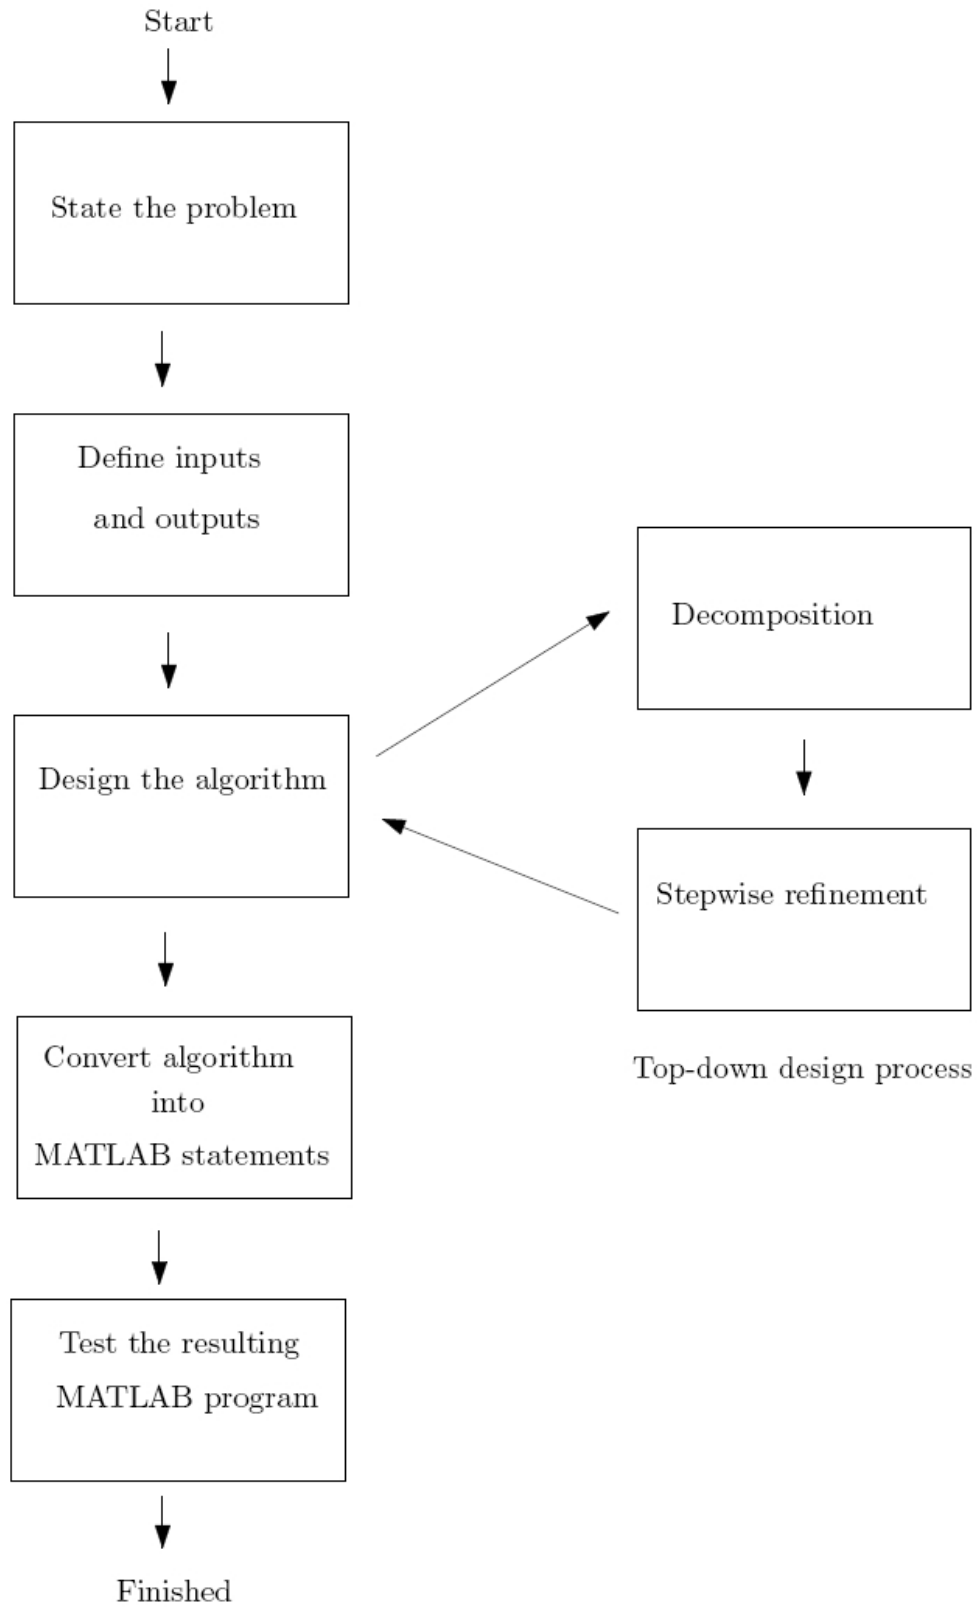 Start
State the problem
Define inputs
and outputs
Decomposition
Design the algorithm
Stepwise refinement
Convert algorithm
into
MATLAB statements
Top-down design process
Test the resulting
MATLAB program
Finished